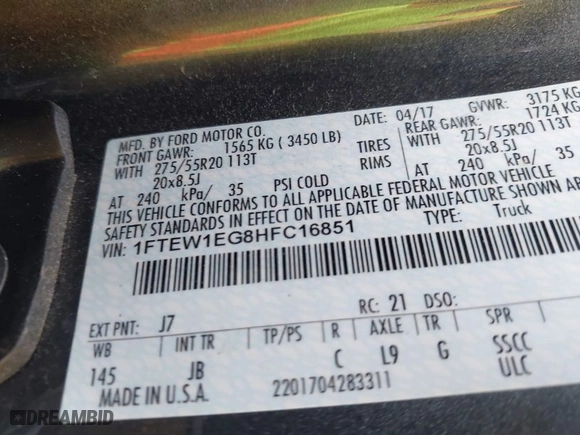 MFD. BY FORD MOTOR CO. DATE: 04/17 GVWR: 3175 KG
FRONT GAWR: 1565 KG ( 3450 LB) REAR GAWR: 1724 KG
WITH 275/55R20 113T TIRES WITH 275/55R20 113T
20x8.5J RIMS 20x8.5J
AT 240 kPa/ 35 PSI COLD AT 240 kPa/ 35
THIS VEHICLE CONFORMS TO ALL APPLICABLE FEDERAL MOTOR VEHICLE
SAFETY STANDARDS IN EFFECT ON THE DATE OF MANUFACTURE SHOWN
VIN: 1FTEW1EG8HFC16851
TYPE: Truck
RC: 21 DSO:
EXT PNT: J7
WB INT TR TP/PS R AXLE TR SPR
145 JB C L9 G SSCC
ULC
MADE IN U.S.A. 2201704283311
DREAMBID